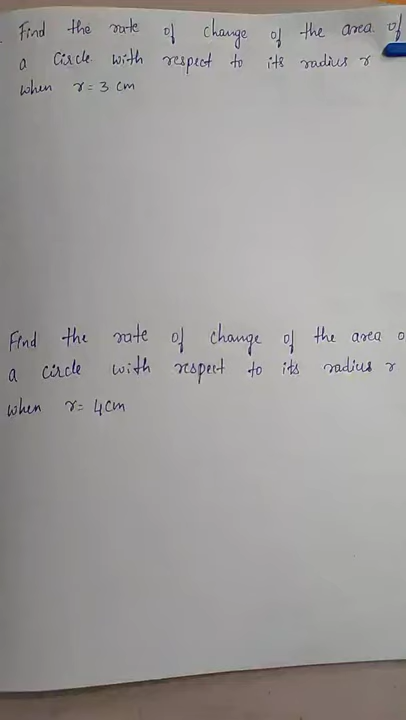 Find the rate of change of the area of
a Circle with respect to its radius r
when r = 3 cm
Find the rate of change of the area o
a circle with respect to its radius r
when r = 4cm